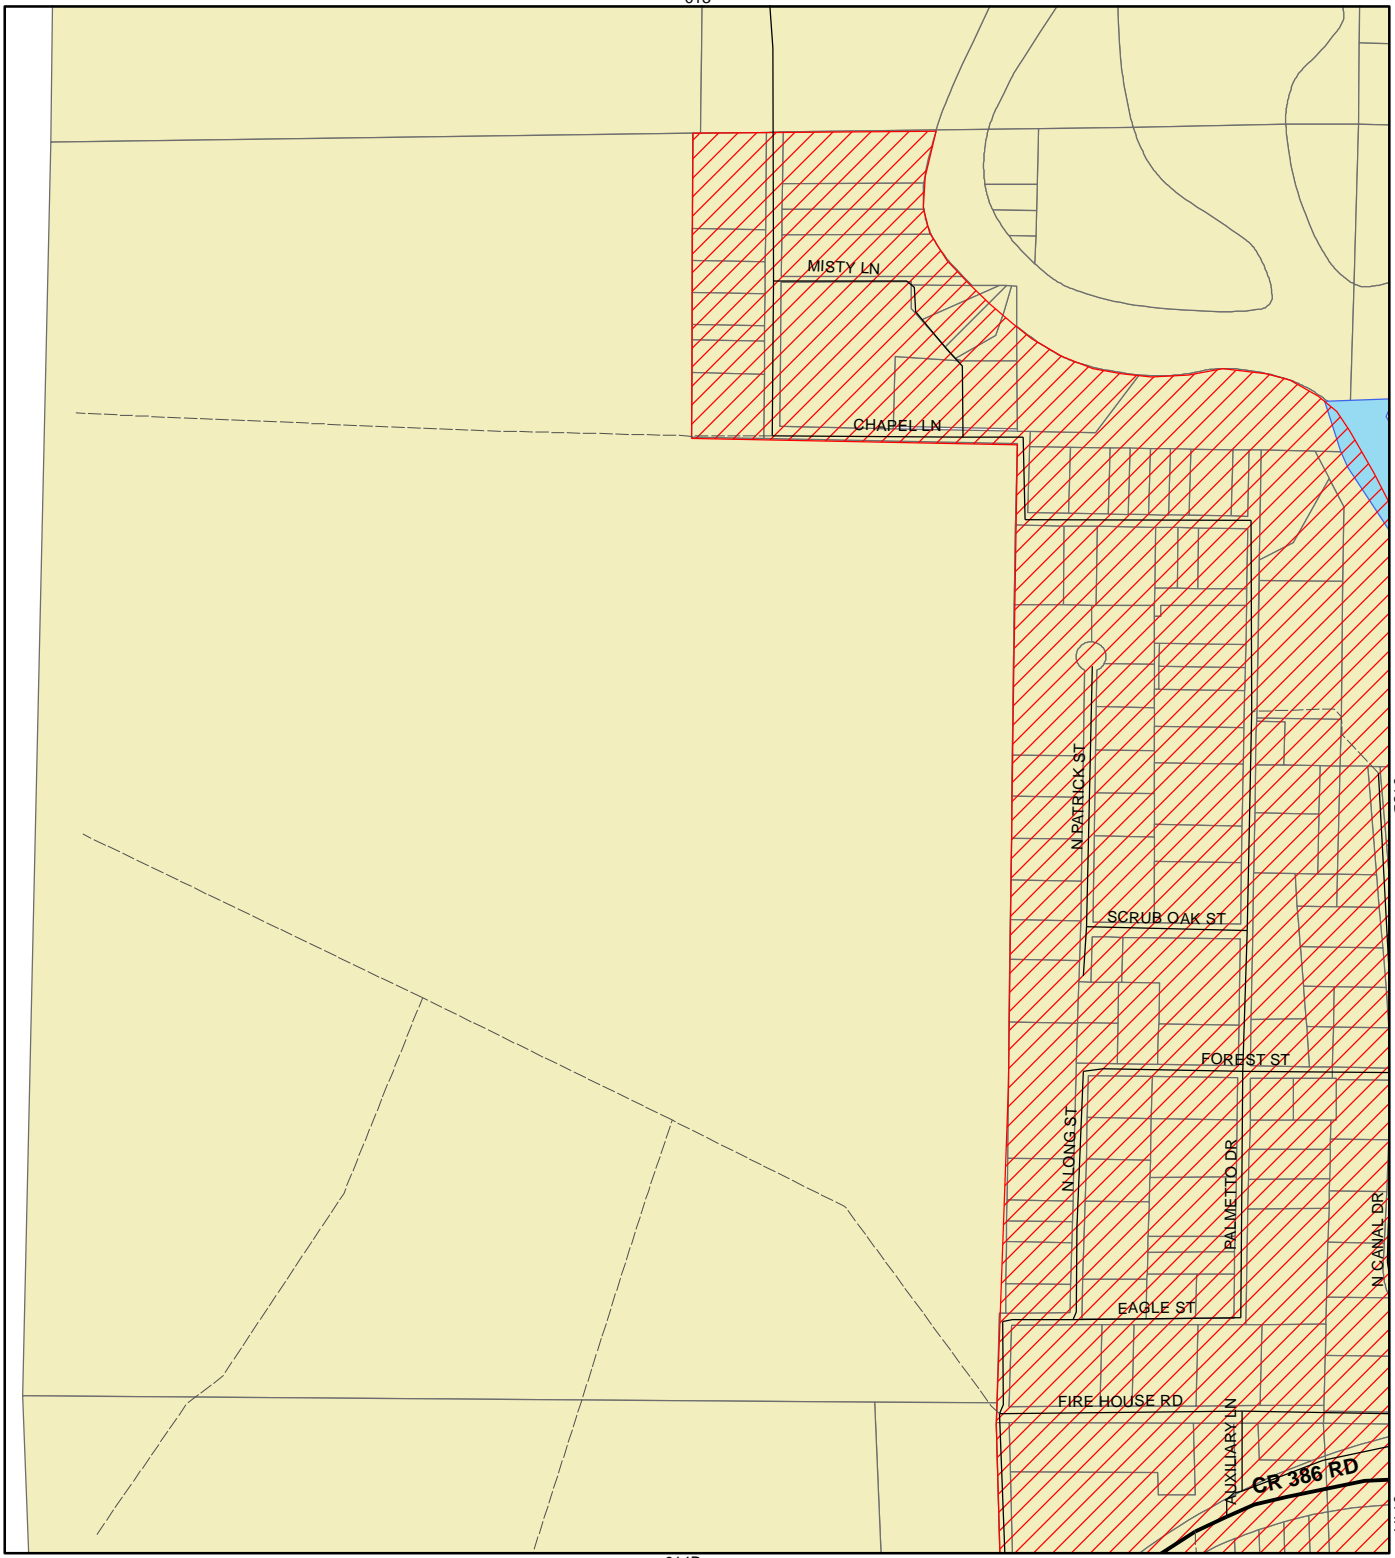 MISTY LN
CHAPEL LN
N PATRICK ST
SCRUB OAK ST
FOREST ST
N LONG ST
PALMETTO DR
N CANAL DR
EAGLE ST
FIRE HOUSE RD
AUXILIARY LN
CR 386 RD